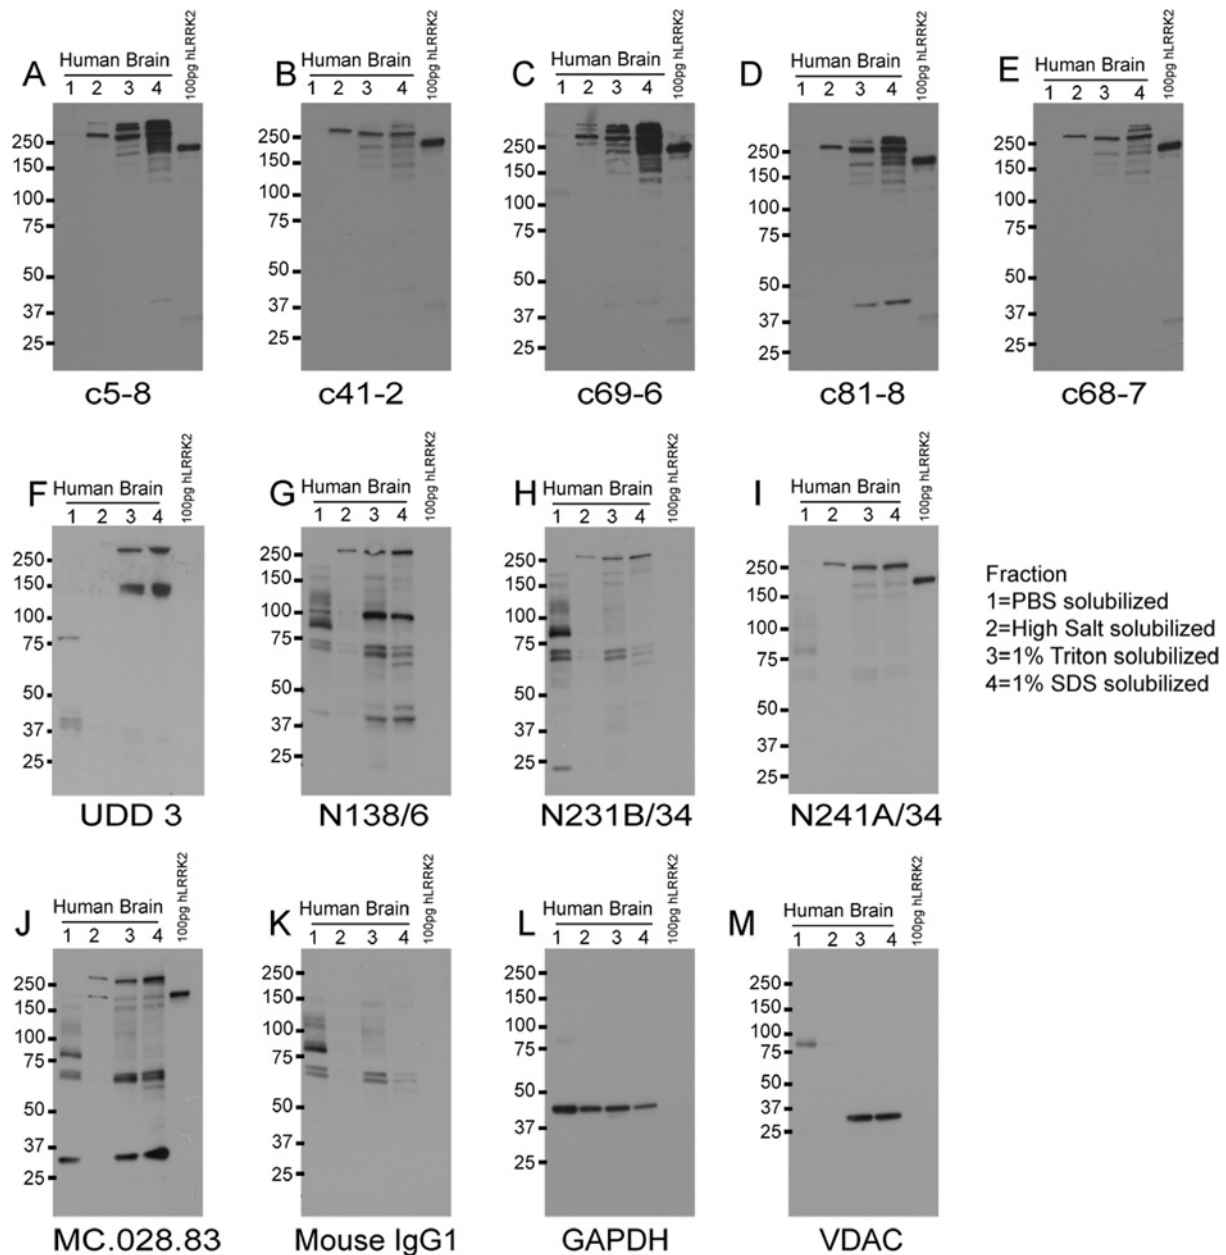 A
Human Brain
1 2 3 4
100pg hLRRK2
250
150
100
75
50
37
25
c5-8
B
Human Brain
1 2 3 4
100pg hLRRK2
250
150
100
75
50
37
25
c41-2
C
Human Brain
1 2 3 4
100pg hLRRK2
250
150
100
75
50
37
25
c69-6
D
Human Brain
1 2 3 4
100pg hLRRK2
250
150
100
75
50
37
25
c81-8
E
Human Brain
1 2 3 4
100pg hLRRK2
250
150
100
75
50
37
25
c68-7
F
Human Brain
1 2 3 4
100pg hLRRK2
250
150
100
75
50
37
25
UDD 3
G
Human Brain
1 2 3 4
100pg hLRRK2
250
150
100
75
50
37
25
N138/6
H
Human Brain
1 2 3 4
100pg hLRRK2
250
150
100
75
50
37
25
N231B/34
I
Human Brain
1 2 3 4
100pg hLRRK2
250
150
100
75
50
37
25
N241A/34
Fraction
1=PBS solubilized
2=High Salt solubilized
3=1% Triton solubilized
4=1% SDS solubilized
J
Human Brain
1 2 3 4
100pg hLRRK2
250
150
100
75
50
37
25
MC.028.83
K
Human Brain
1 2 3 4
100pg hLRRK2
250
150
100
75
50
37
25
Mouse IgG1
L
Human Brain
1 2 3 4
100pg hLRRK2
250
150
100
75
50
37
25
GAPDH
M
Human Brain
1 2 3 4
100pg hLRRK2
250
150
100
75
50
37
25
VDAC